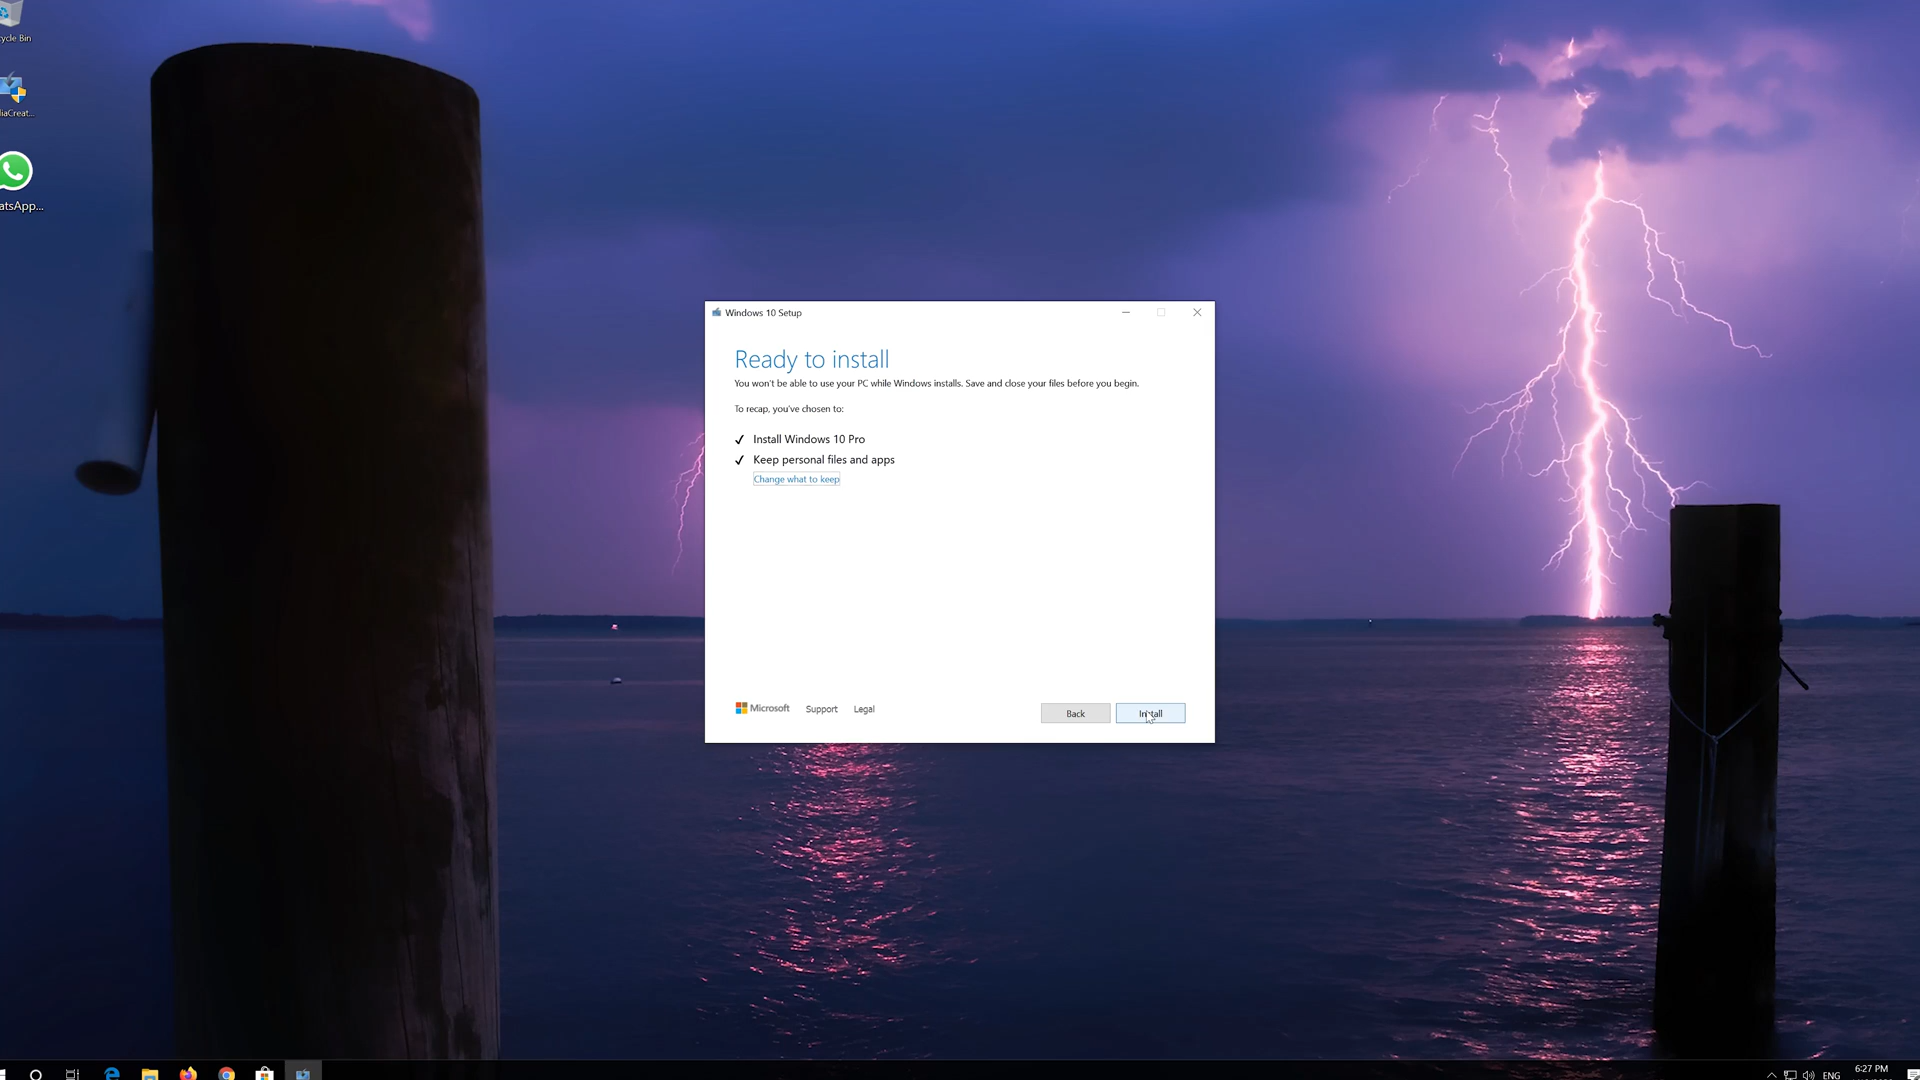 cycle Bin
diaCreat...
atsApp...
Windows 10 Setup
Ready to install
You won't be able to use your PC while Windows installs. Save and close your files before you begin.
To recap, you've chosen to:
✓ Install Windows 10 Pro
✓ Keep personal files and apps
Change what to keep
Microsoft Support Legal Back Install
ENG 6:27 PM